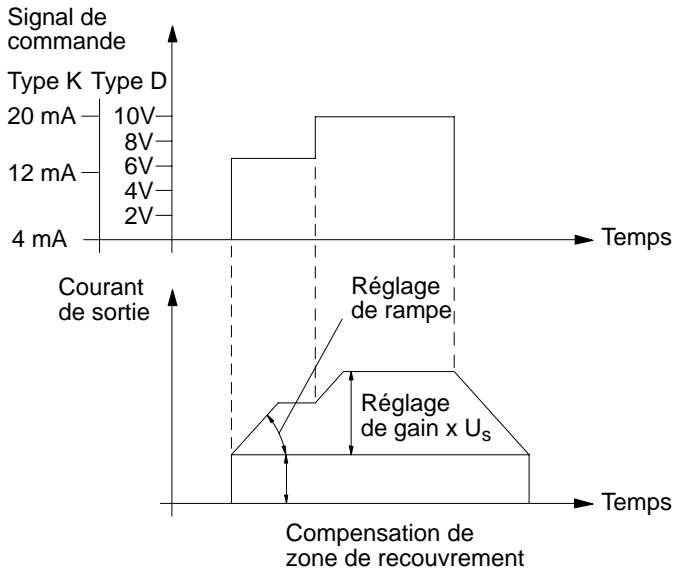 Signal de
commande
Type K Type D
20 mA 10V
8V
12 mA 6V
4V
2V
4 mA
Temps
Courant
de sortie
Réglage
de rampe
Réglage
de gain x Us
Temps
Compensation de
zone de recouvrement